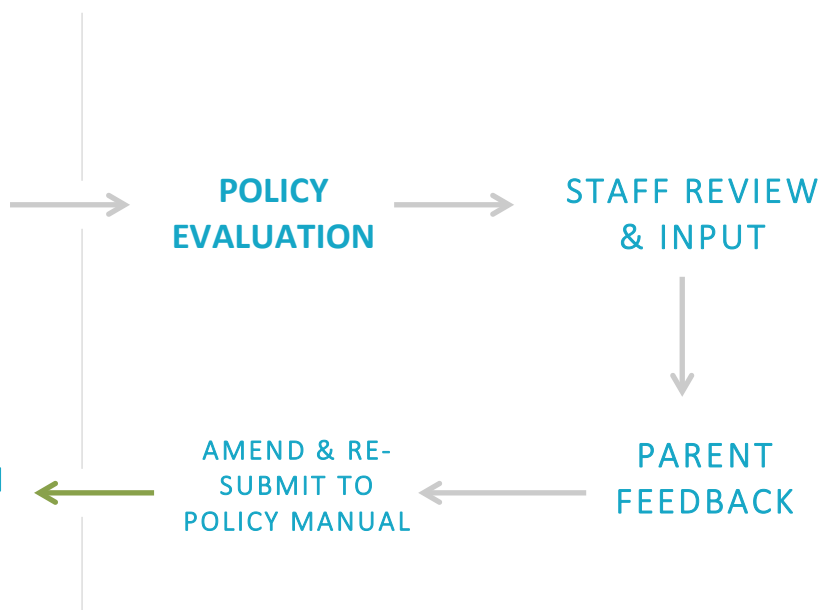 POLICY
EVALUATION
STAFF REVIEW
& INPUT
AMEND & RE-
SUBMIT TO
POLICY MANUAL
PARENT
FEEDBACK